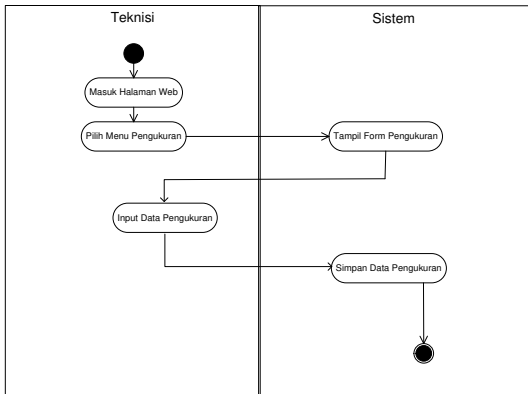 Teknisi
Sistem
Masuk Halaman Web
Pilih Menu Pengukuran
Tampil Form Pengukuran
Input Data Pengukuran
Simpan Data Pengukuran